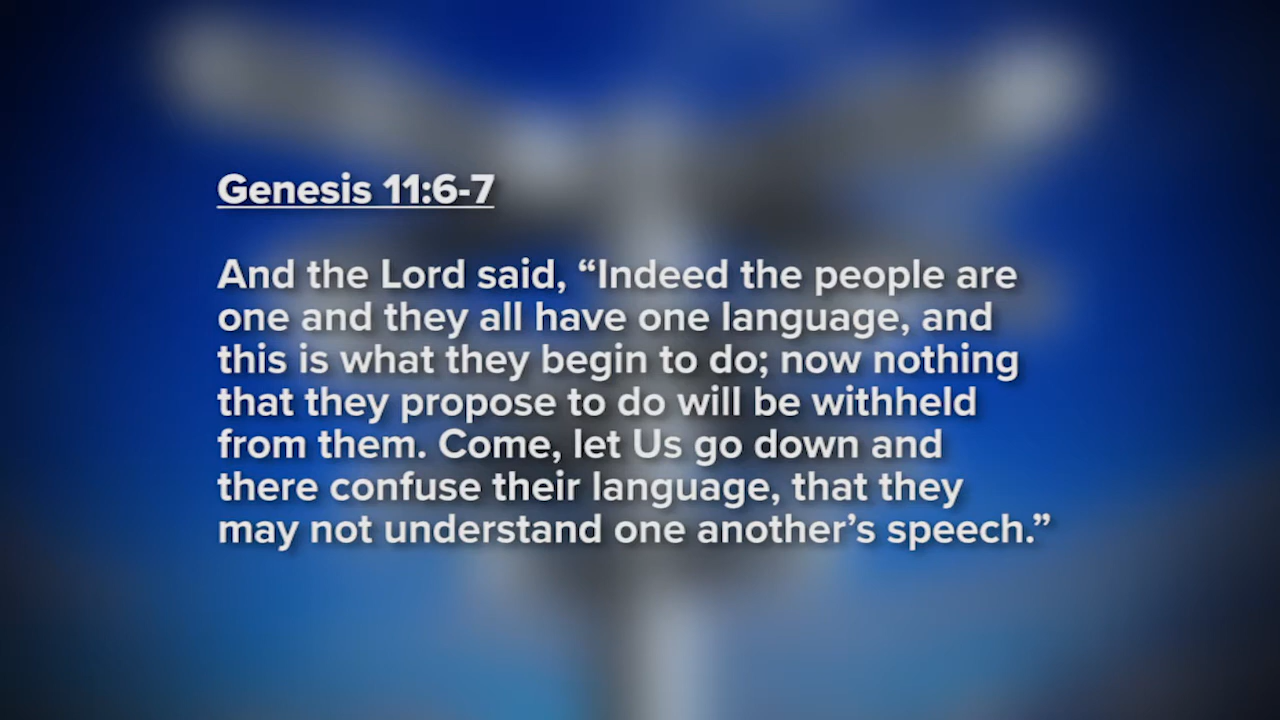 Genesis 11:6-7
And the Lord said, “Indeed the people are
one and they all have one language, and
this is what they begin to do; now nothing
that they propose to do will be withheld
from them. Come, let Us go down and
there confuse their language, that they
may not understand one another’s speech.”